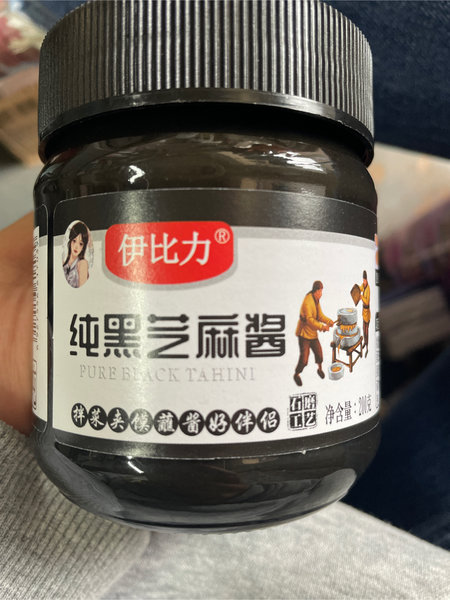 伊比力®
纯黑芝麻酱
PURE BLACK TAHINI
拌菜夹馍蘸酱好伴侣
石磨
工艺
净含量:200克